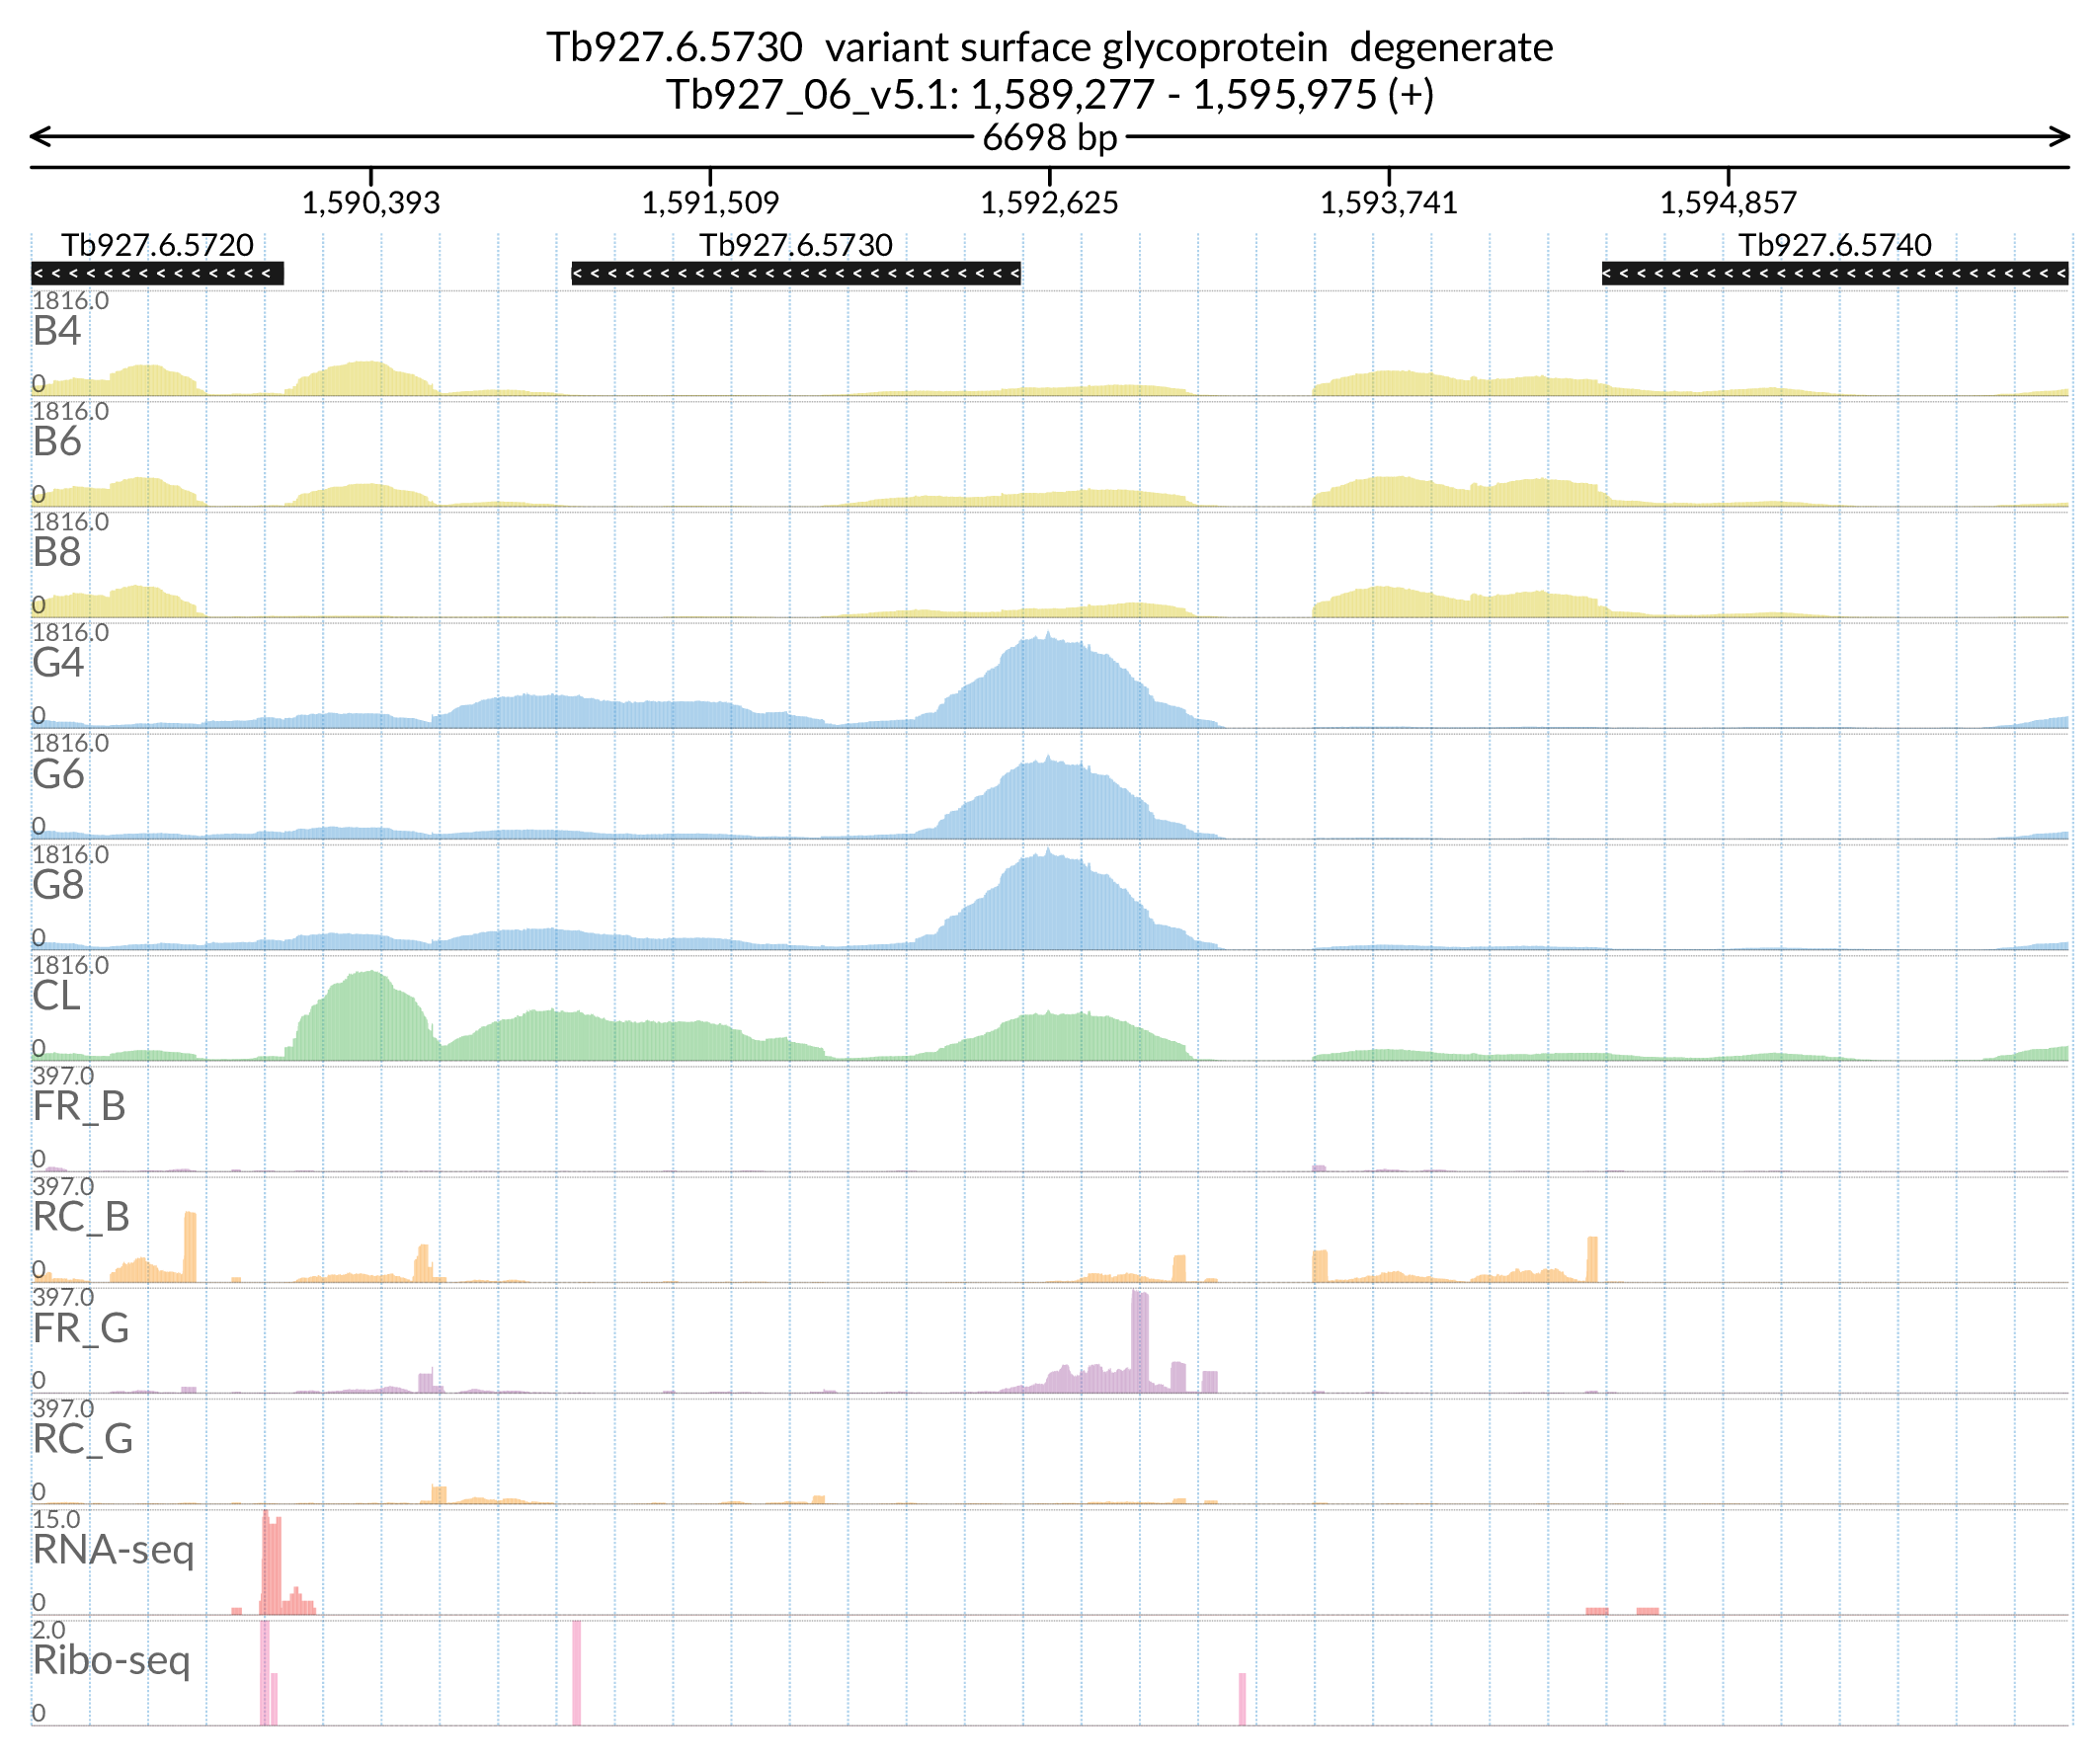 Tb927.6.5730  variant surface glycoprotein  degenerate
Tb927_06_v5.1: 1,589,277 - 1,595,975 (+)
6698 bp
1,590,393 1,591,509 1,592,625 1,593,741 1,594,857
Tb927.6.5720 Tb927.6.5730 Tb927.6.5740
1816.0
B4
0
1816.0
B6
0
1816.0
B8
0
1816.0
G4
0
1816.0
G6
0
1816.0
G8
0
1816.0
CL
0
397.0
FR_B
0
397.0
RC_B
0
397.0
FR_G
0
397.0
RC_G
0
15.0
RNA-seq
0
2.0
Ribo-seq
0